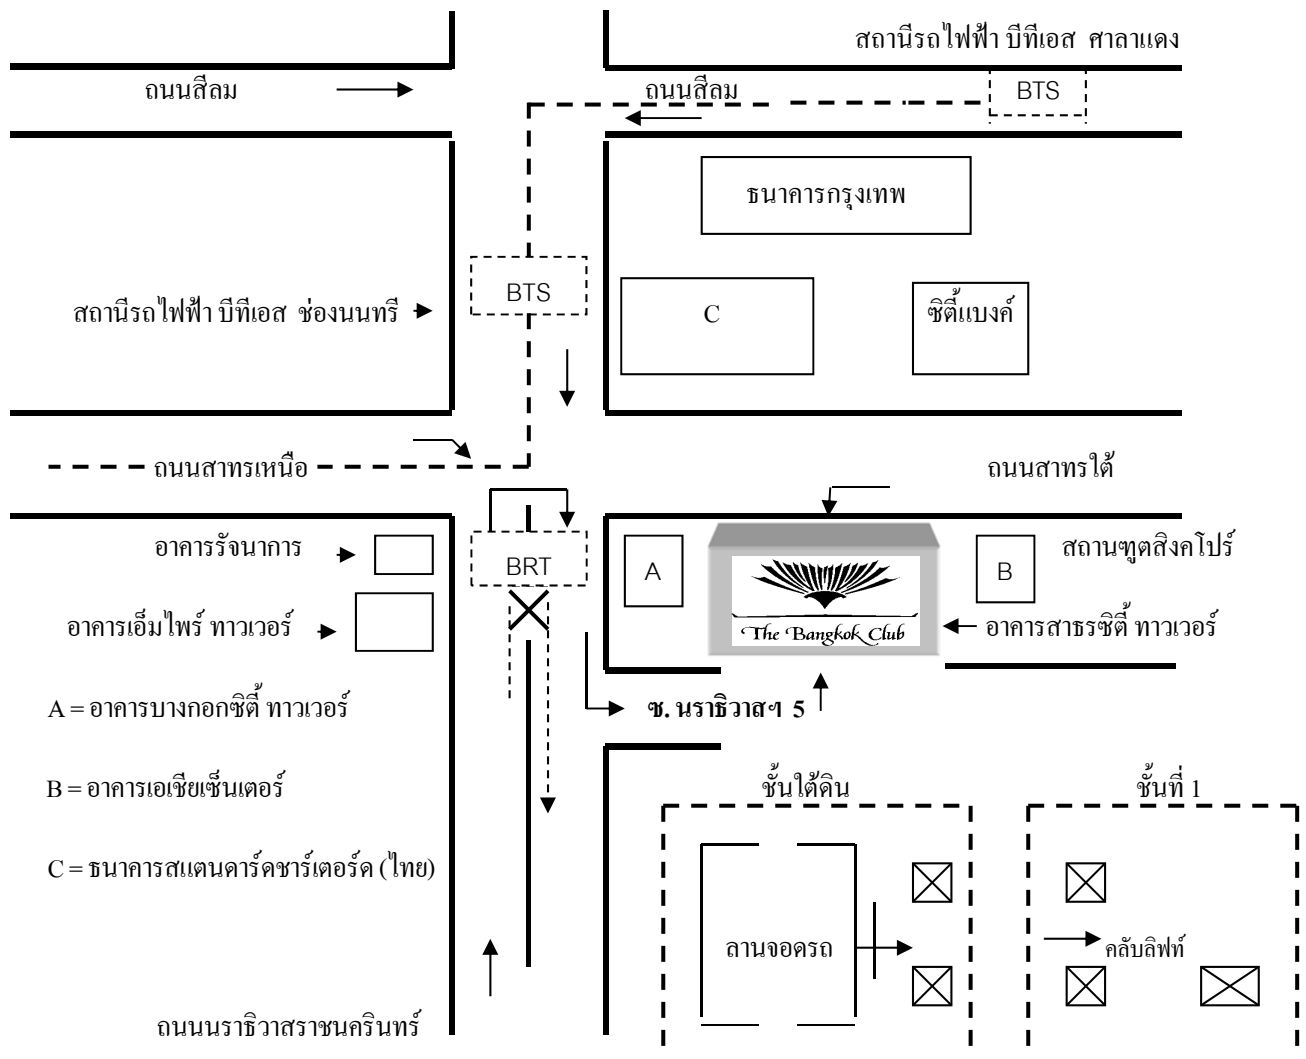 สถานีรถไฟฟ้า บีทีเอส ศาลาแดง
ถนนสีลม
ถนนสีลม
BTS
ธนาคารกรุงเทพ
BTS
สถานีรถไฟฟ้า บีทีเอส ช่องนนทรี
C
ซิตี้แบงค์
ถนนสาทรเหนือ
ถนนสาทรใต้
อาคารรัจนาการ
BRT
A
B
สถานฑูตสิงคโปร์
อาคารเอ็มไพร์ ทาวเวอร์
The Bangkok Club
อาคารสาธรซิตี้ ทาวเวอร์
A = อาคารบางกอกซิตี้ ทาวเวอร์
ซ. นราธิวาสฯ 5
B = อาคารเอเชียเซ็นเตอร์
ชั้นใต้ดิน
ชั้นที่ 1
C = ธนาคารสแตนดาร์ดชาร์เตอร์ด (ไทย)
ลานจอดรถ
คลับลิฟท์
ถนนนราธิวาสราชนครินทร์